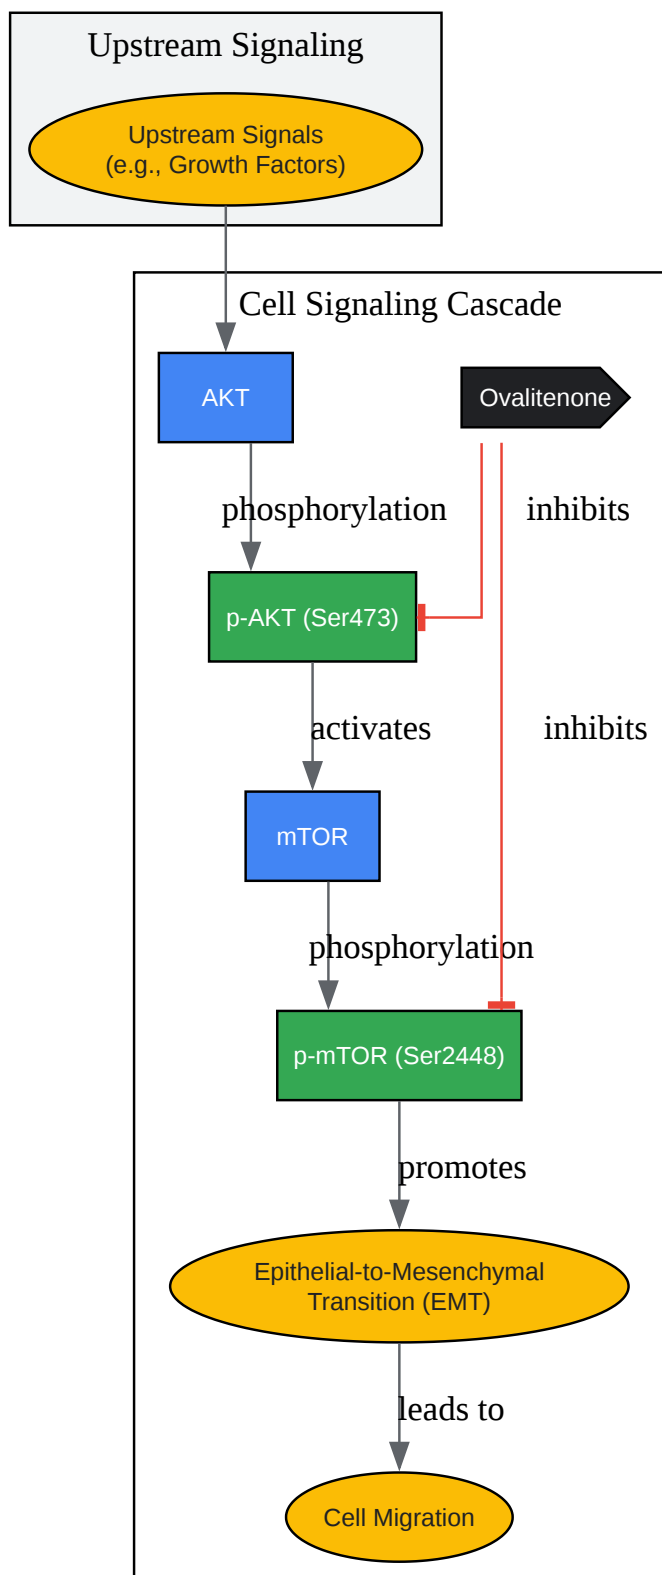 Upstream Signaling
Upstream Signals
(e.g., Growth Factors)
Cell Signaling Cascade
AKT
Ovalitenone
phosphorylation
inhibits
p-AKT (Ser473)
activates
inhibits
mTOR
phosphorylation
p-mTOR (Ser2448)
promotes
Epithelial-to-Mesenchymal
Transition (EMT)
leads to
Cell Migration